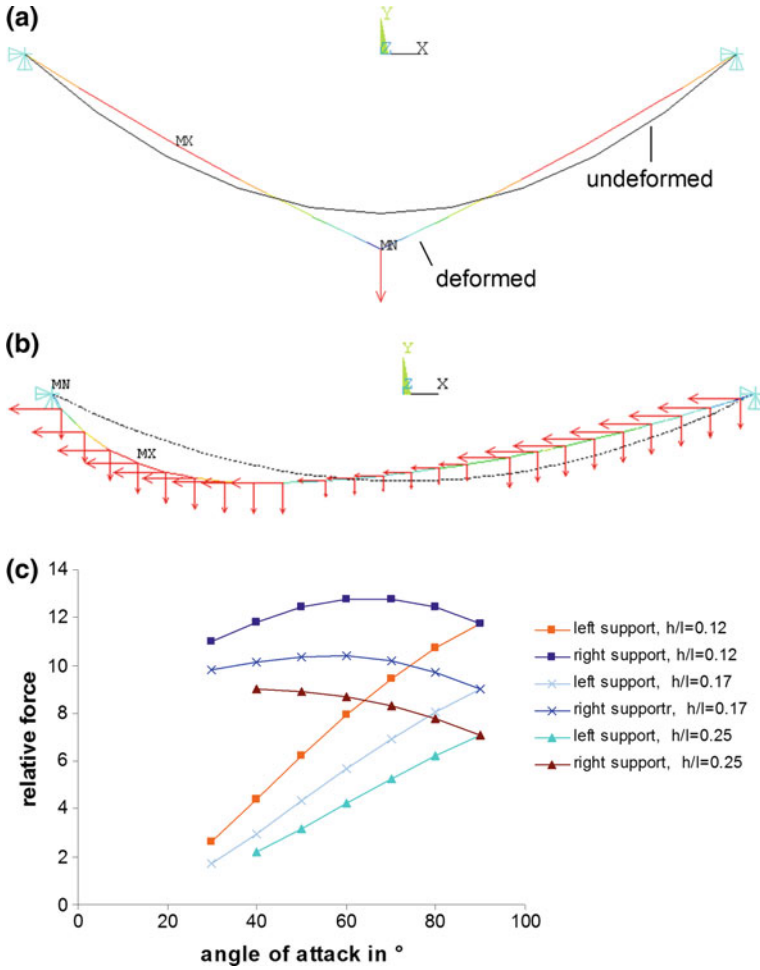 (a)
Y
Z X
MX
undeformed
MN
deformed
(b)
Y
Z X
MN
MX
(c)
14
12
10
8
6
4
2
0
relative force
0 20 40 60 80 100
angle of attack in °
left support, h/l=0.12
right support, h/l=0.12
left support, h/l=0.17
right supportr, h/l=0.17
left support, h/l=0.25
right support, h/l=0.25